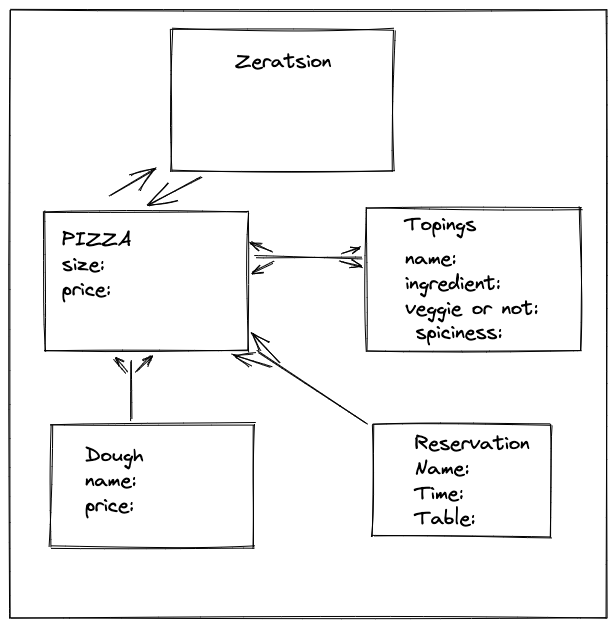 Zeratsion
PIZZA
size:
price:
Topings
name:
ingredient:
veggie or not:
spiciness:
Dough
name:
price:
Reservation
Name:
Time:
Table: